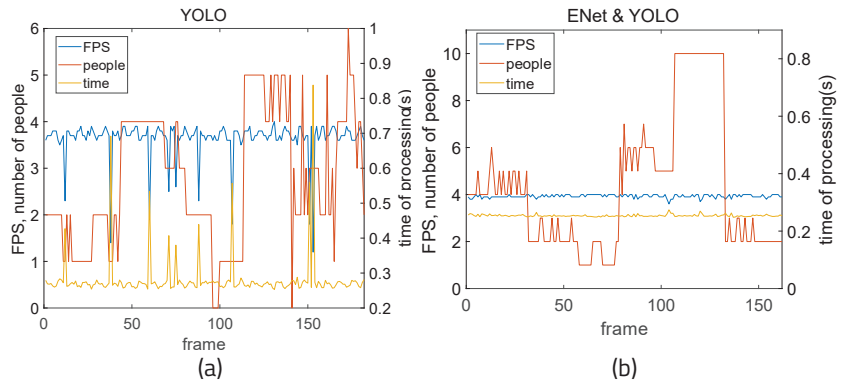 YOLO
FPS
people
time
FPS, number of people
6
5
4
3
2
1
0
1
0.9
0.8
0.7
0.6
0.5
0.4
0.3
0.2
time of processing(s)
0 50 100 150
frame
(a)
ENet & YOLO
FPS
people
time
FPS, number of people
10
8
6
4
2
0
0.8
0.6
0.4
0.2
0
time of processing(s)
0 50 100 150
frame
(b)